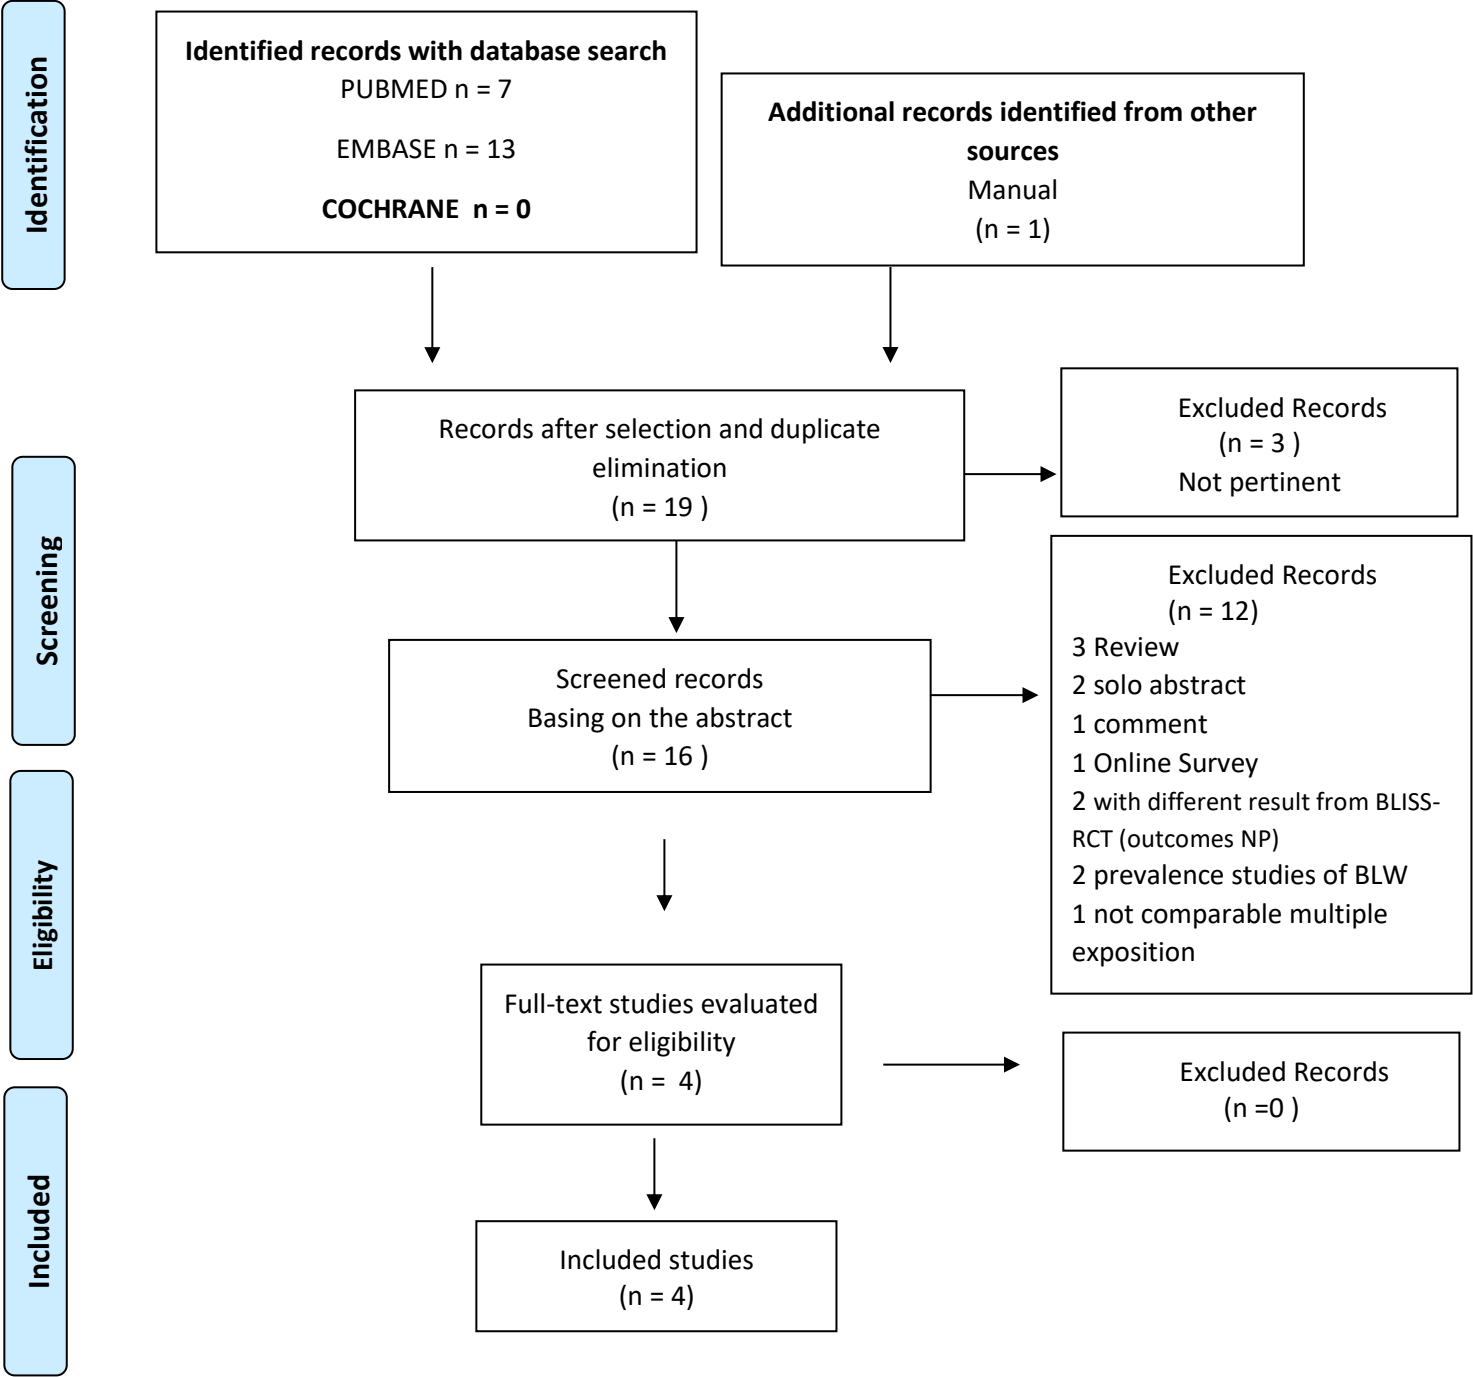 Identification
Identified records with database search
PUBMED n = 7
EMBASE n = 13
COCHRANE n = 0
Additional records identified from other
sources
Manual
(n = 1)
Records after selection and duplicate
elimination
(n = 19 )
Excluded Records
(n = 3 )
Not pertinent
Screening
Screened records
Basing on the abstract
(n = 16 )
Excluded Records
(n = 12)
3 Review
2 solo abstract
1 comment
1 Online Survey
2 with different result from BLISS-
RCT (outcomes NP)
2 prevalence studies of BLW
1 not comparable multiple
exposition
Eligibility
Full-text studies evaluated
for eligibility
(n = 4)
Excluded Records
(n =0 )
Included
Included studies
(n = 4)